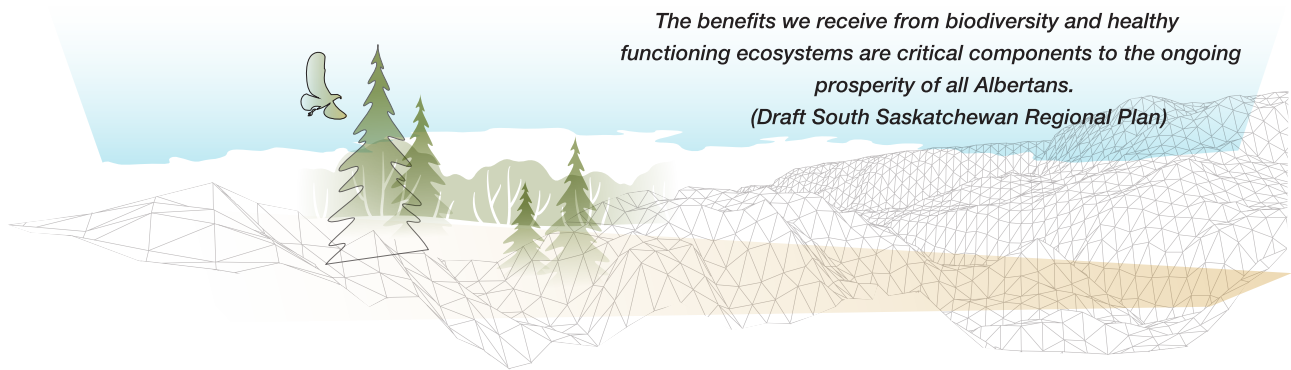 The benefits we receive from biodiversity and healthy
functioning ecosystems are critical components to the ongoing
prosperity of all Albertans.
(Draft South Saskatchewan Regional Plan)